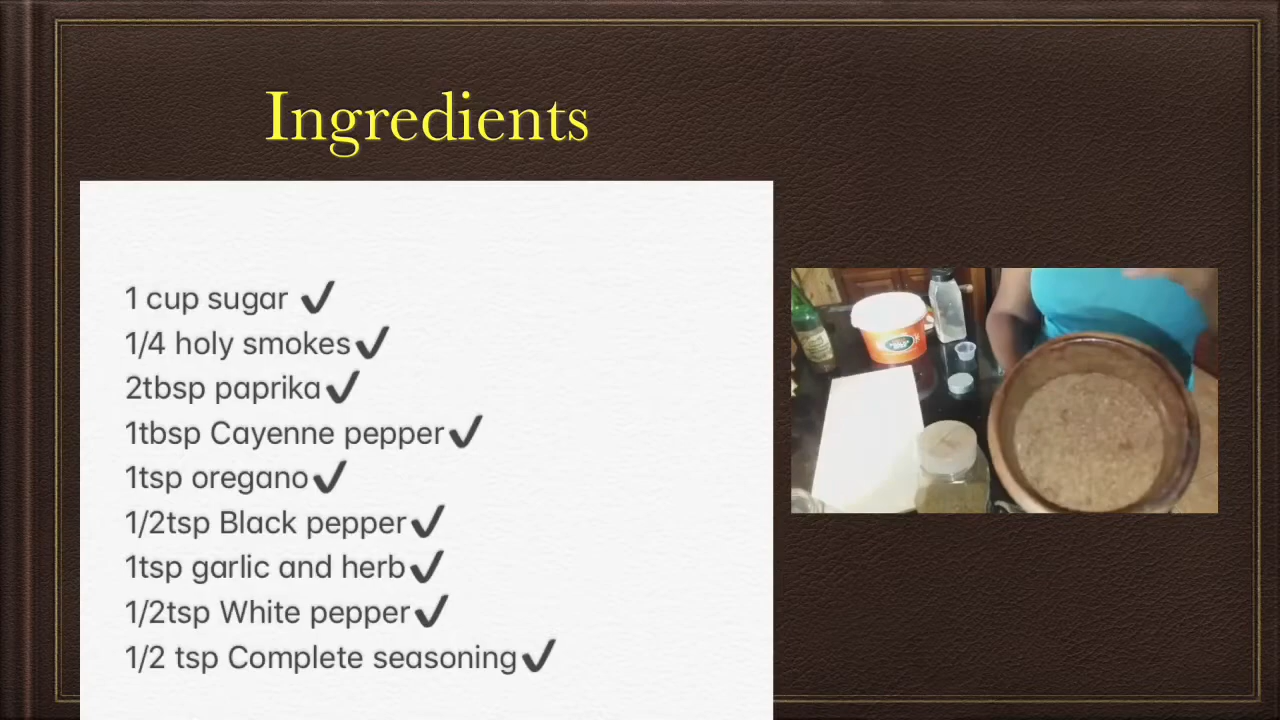 Ingredients
1 cup sugar ✔
1/4 holy smokes✔
2tbsp paprika✔
1tbsp Cayenne pepper✔
1tsp oregano✔
1/2tsp Black pepper✔
1tsp garlic and herb✔
1/2tsp White pepper✔
1/2 tsp Complete seasoning✔